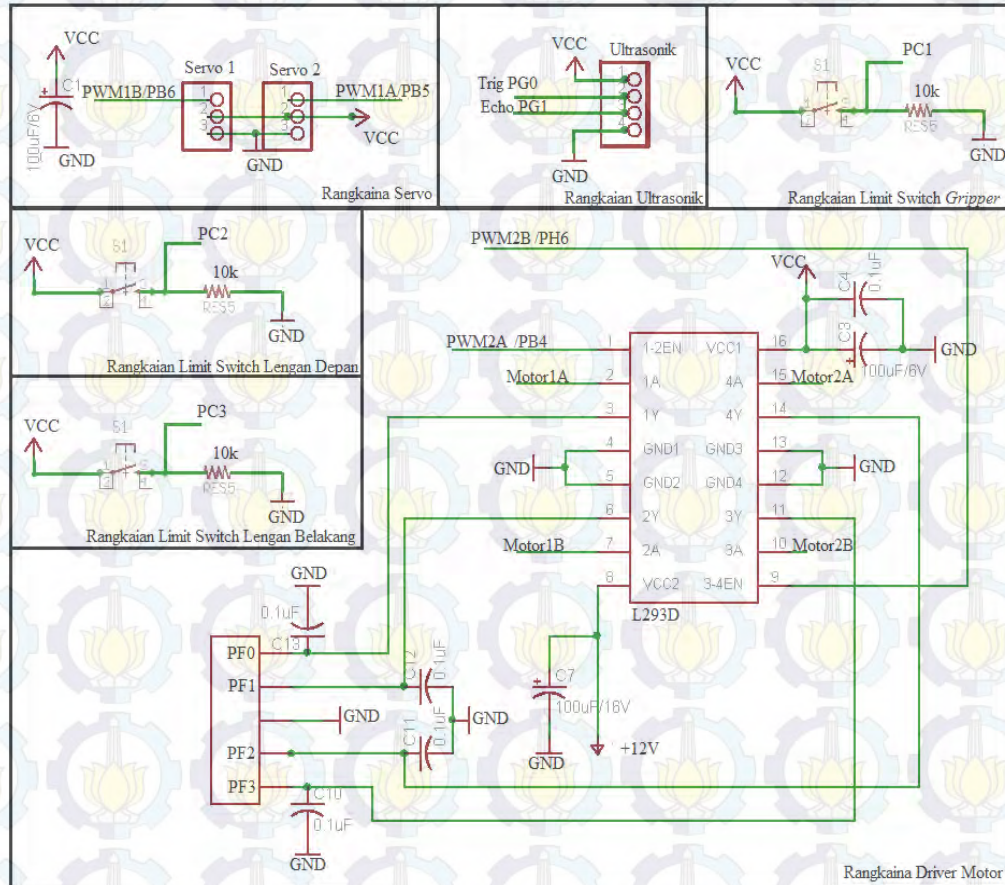 VCC
C1
100uF/6V
GND
PWM1B/PB6
Servo 1
1
2
3
Servo 2
1
2
3
PWM1A/PB5
VCC
GND
Rangkaina Servo
VCC
Ultrasonik
Trig PG0
Echo PG1
1
2
3
4
GND
Rangkaian Ultrasonik
VCC
S1
PC1
10k
RES5
GND
Rangkaian Limit Switch Gripper
VCC
S1
PC2
10k
RES5
GND
Rangkaian Limit Switch Lengan Depan
VCC
S1
PC3
10k
RES5
GND
Rangkaian Limit Switch Lengan Belakang
PWM2B /PH6
VCC
C4
0.1uF
C3
100uF/6V
GND
PWM2A /PB4
1
1-2EN
VCC1
16
Motor1A
2
1A
4A
15
Motor2A
3
1Y
4Y
14
GND
4
GND1
GND3
13
GND
5
GND2
GND4
12
6
2Y
3Y
11
Motor1B
7
2A
3A
10
Motor2B
8
VCC2
3-4EN
9
L293D
GND
0.1uF
C13
PF0
PF1
C12
0.1uF
GND
GND
C11
0.1uF
PF2
PF3
C10
0.1uF
GND
C7
100uF/16V
GND
+12V
Rangkaina Driver Motor